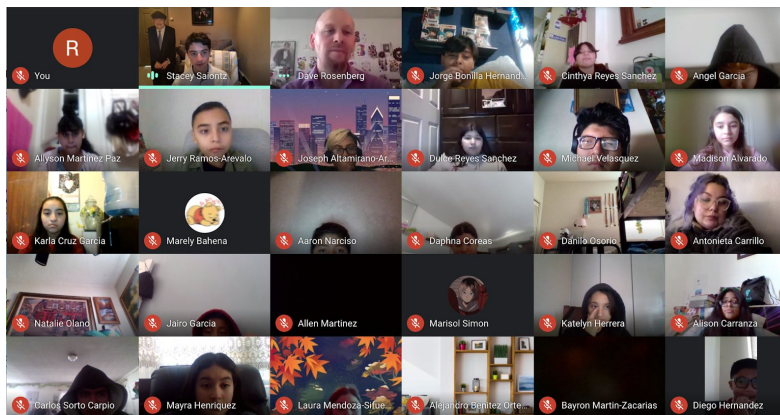 R
You
Stacey Saiontz
Dave Rosenberg
Jorge Bonilla Hernand...
Cinthya Reyes Sanchez
Angel Garcia
Allyson Martinez Paz
Jerry Ramos-Arevalo
Joseph Altamirano-Ar...
Dulce Reyes Sanchez
Michael Velasquez
Madison Alvarado
Karla Cruz Garcia
Marely Bahena
Aaron Narciso
Daphna Coreas
Danilo Osorio
Antonieta Carrillo
Natalie Olano
Jairo Garcia
Allen Martinez
Marisol Simon
Katelyn Herrera
Alison Carranza
Carlos Sorto Carpio
Mayra Henriquez
Laura Mendoza-Sifue...
Alejandro Benitez Orte...
Bayron Martin-Zacarias
Diego Hernandez